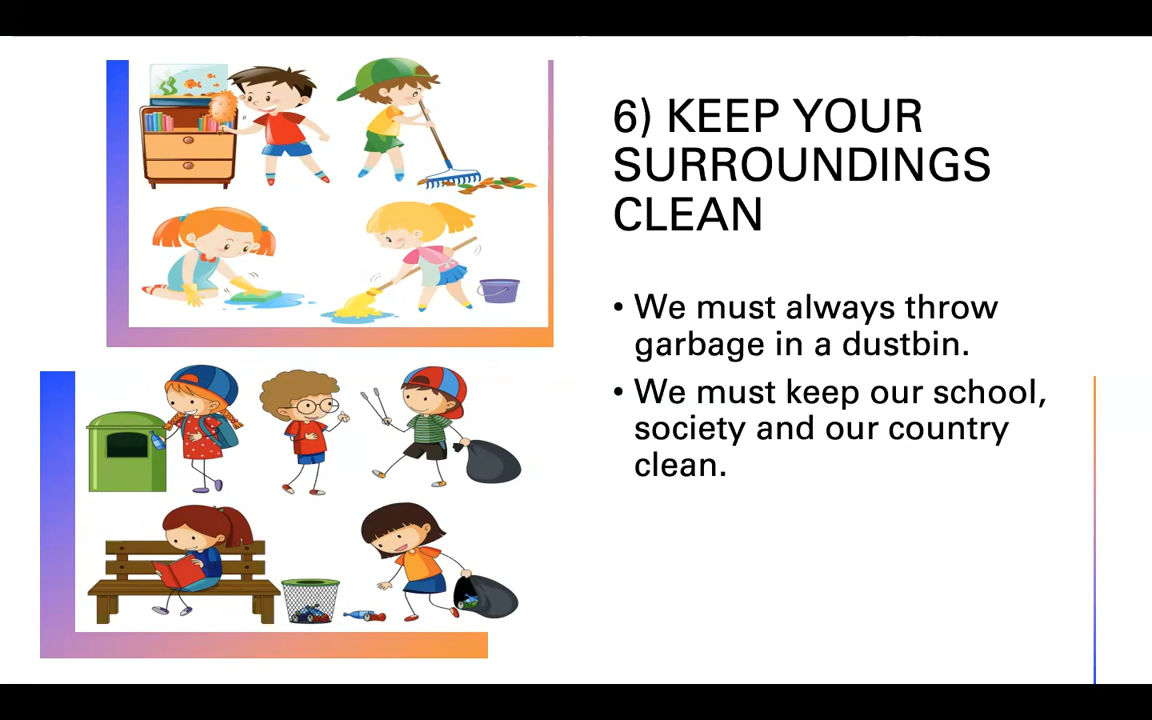 6) KEEP YOUR
SURROUNDINGS
CLEAN
• We must always throw
garbage in a dustbin.
• We must keep our school,
society and our country
clean.